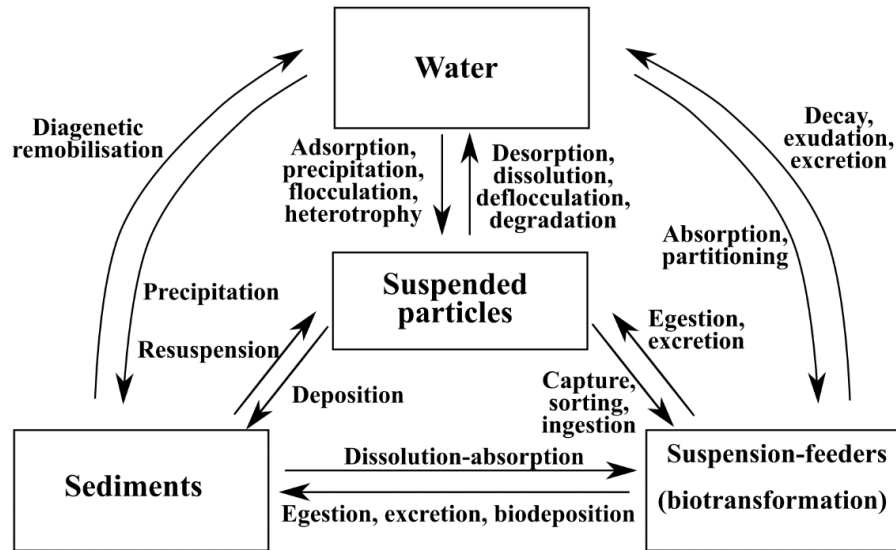 Water
Diagenetic
remobilisation
Adsorption,
precipitation,
flocculation,
heterotrophy
Desorption,
dissolution,
deflocculation,
degradation
Decay,
exudation,
excretion
Absorption,
partitioning
Precipitation
Suspended
particles
Resuspension
Deposition
Egestion,
excretion
Capture,
sorting,
ingestion
Sediments
Dissolution-absorption
Egestion, excretion, biodeposition
Suspension-feeders
(biotransformation)